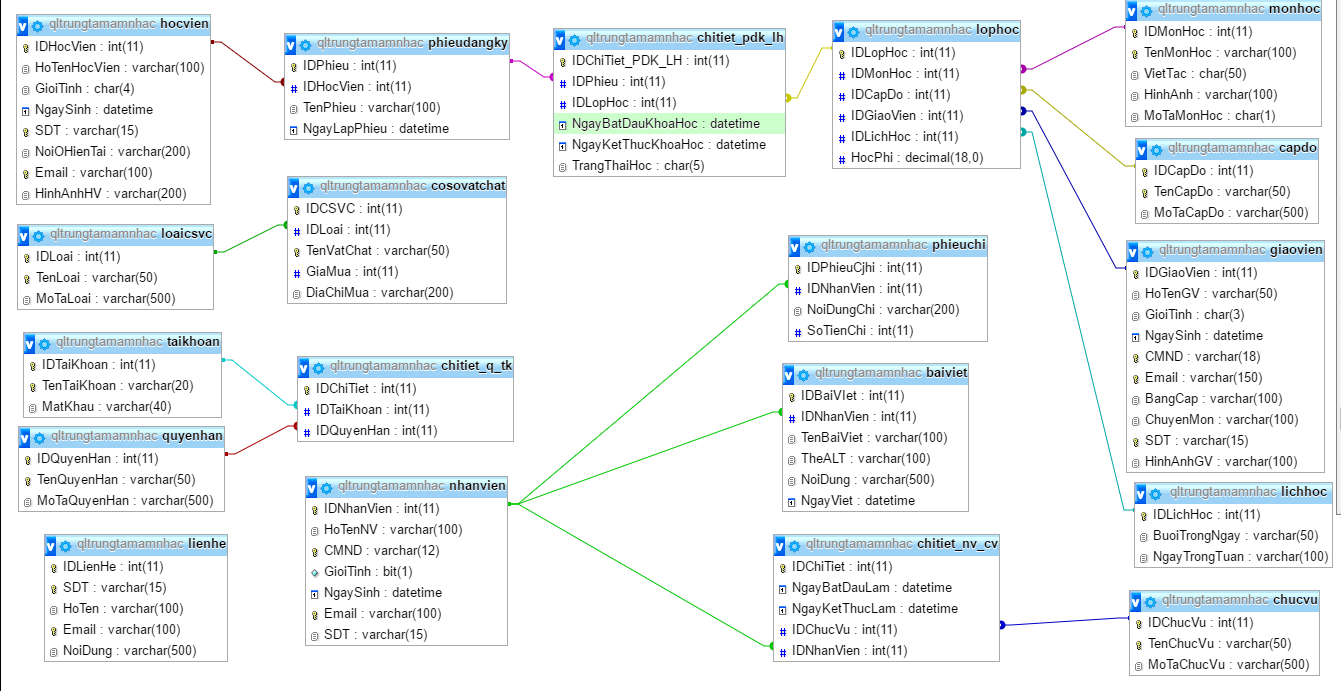 qltrungtamamnhac hocvien
IDHocVien : int(11)
HoTenHocVien : varchar(100)
GioiTinh : char(4)
NgaySinh : datetime
SDT : varchar(15)
NoiOHienTai : varchar(200)
Email : varchar(100)
HinhAnhHV : varchar(200)
qltrungtamamnhac phieudangky
IDPhieu : int(11)
IDHocVien : int(11)
TenPhieu : varchar(100)
NgayLapPhieu : datetime
qltrungtamamnhac chitiet_pdk_lh
IDChiTiet_PDK_LH : int(11)
IDPhieu : int(11)
IDLopHoc : int(11)
NgayBatDauKhoaHoc : datetime
NgayKetThucKhoaHoc : datetime
TrangThaiHoc : char(5)
qltrungtamamnhac lophoc
IDLopHoc : int(11)
IDMonHoc : int(11)
IDCapDo : int(11)
IDGiaoVien : int(11)
IDLichHoc : int(11)
HocPhi : decimal(18,0)
qltrungtamamnhac monhoc
IDMonHoc : int(11)
TenMonHoc : varchar(100)
VietTac : char(50)
HinhAnh : varchar(100)
MoTaMonHoc : char(1)
qltrungtamamnhac capdo
IDCapDo : int(11)
TenCapDo : varchar(50)
MoTaCapDo : varchar(500)
qltrungtamamnhac loaicsvc
IDLoai : int(11)
TenLoai : varchar(50)
MoTaLoai : varchar(500)
qltrungtamamnhac cosovatchat
IDCSVC : int(11)
IDLoai : int(11)
TenVatChat : varchar(50)
GiaMua : int(11)
DiaChiMua : varchar(200)
qltrungtamamnhac phieuchi
IDPhieuCjhi : int(11)
IDNhanVien : int(11)
NoiDungChi : varchar(200)
SoTienChi : int(11)
qltrungtamamnhac giaovien
IDGiaoVien : int(11)
HoTenGV : varchar(50)
GioiTinh : char(3)
NgaySinh : datetime
CMND : varchar(18)
Email : varchar(150)
BangCap : varchar(100)
ChuyenMon : varchar(100)
SDT : varchar(15)
HinhAnhGV : varchar(100)
qltrungtamamnhac taikhoan
IDTaiKhoan : int(11)
TenTaiKhoan : varchar(20)
MatKhau : varchar(40)
qltrungtamamnhac chitiet_q_tk
IDChiTiet : int(11)
IDTaiKhoan : int(11)
IDQuyenHan : int(11)
qltrungtamamnhac baiviet
IDBaiVIet : int(11)
IDNhanVien : int(11)
TenBaiViet : varchar(100)
TheALT : varchar(100)
NoiDung : varchar(500)
NgayViet : datetime
qltrungtamamnhac quyenhan
IDQuyenHan : int(11)
TenQuyenHan : varchar(50)
MoTaQuyenHan : varchar(500)
qltrungtamamnhac nhanvien
IDNhanVien : int(11)
HoTenNV : varchar(100)
CMND : varchar(12)
GioiTinh : bit(1)
NgaySinh : datetime
Email : varchar(100)
SDT : varchar(15)
qltrungtamamnhac lichhoc
IDLichHoc : int(11)
BuoiTrongNgay : varchar(50)
NgayTrongTuan : varchar(100)
qltrungtamamnhac lienhe
IDLienHe : int(11)
SDT : varchar(15)
HoTen : varchar(100)
Email : varchar(100)
NoiDung : varchar(500)
qltrungtamamnhac chitiet_nv_cv
IDChiTiet : int(11)
NgayBatDauLam : datetime
NgayKetThucLam : datetime
IDChucVu : int(11)
IDNhanVien : int(11)
qltrungtamamnhac chucvu
IDChucVu : int(11)
TenChucVu : varchar(50)
MoTaChucVu : varchar(500)